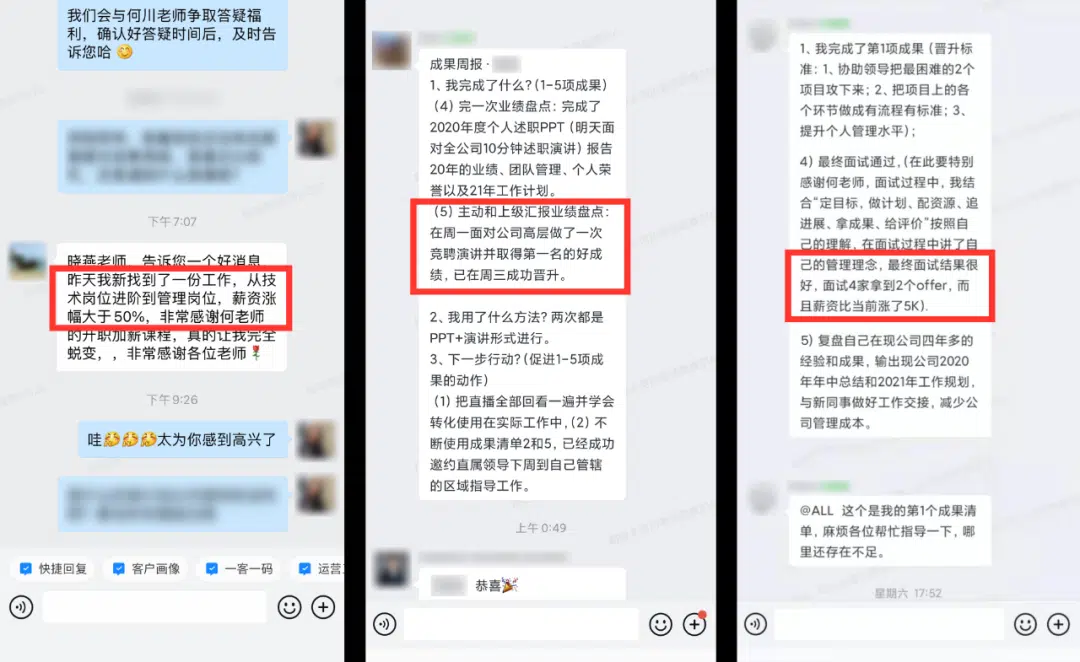 我们会与何川老师争取答疑福
利，确认好答疑时间后，及时告
诉您哈
下午7:07
晓燕老师，告诉您一个好消息
昨天我新找到了一份工作，从技
术岗位进阶到管理岗位，薪资涨
幅大于50%，非常感谢何老师
的升职加薪课程，真的让我完全
蜕变，，非常感谢各位老师
下午9:26
哇太为你感到高兴了
快捷回复
客户画像
一客一码
运营
成果周报·
1、我完成了什么？(1-5项成果)
（4）完一次业绩盘点：完成了
2020年度个人述职PPT（明天面
对全公司10分钟述职演讲）报告
20年的业绩、团队管理、个人荣
誉以及21年工作计划。
（5）主动和上级汇报业绩盘点：
在周一面对公司高层做了一次
竞聘演讲并取得第一名的好成
绩，已在周三成功晋升。
2、我用了什么方法？两次都是
PPT+演讲形式进行。
3、下一步行动？(促进1-5项成
果的动作)
（1）把直播全部回看一遍并学会
转化使用在实际工作中，（2）不
断使用成果清单2和5，已经成功
邀约直属领导下周到自己管辖
的区域指导工作。
上午0:49
恭喜
1、我完成了第1项成果（晋升标
准：1、协助领导把最困难的2个
项目攻下来；2、把项目上的各
个环节做成有流程有标准；3、
提升个人管理水平）；
4）最终面试通过，（在此要特别
感谢何老师，面试过程中，我结
合“定目标，做计划、配资源、追
进展、拿成果、给评价”按照自
己的理解，在面试过程中讲了自
己的管理理念，最终面试结果很
好，面试4家拿到2个offer，而
且薪资比当前涨了5K）.
5）复盘自己在现公司四年多的
经验和成果，输出现公司2020
年年中总结和2021年工作规划，
与新同事做好工作交接，减少公
司管理成本。
@ALL 这个是我的第1个成果清
单，麻烦各位帮忙指导一下，哪
里还存在不足。
星期六 17:52